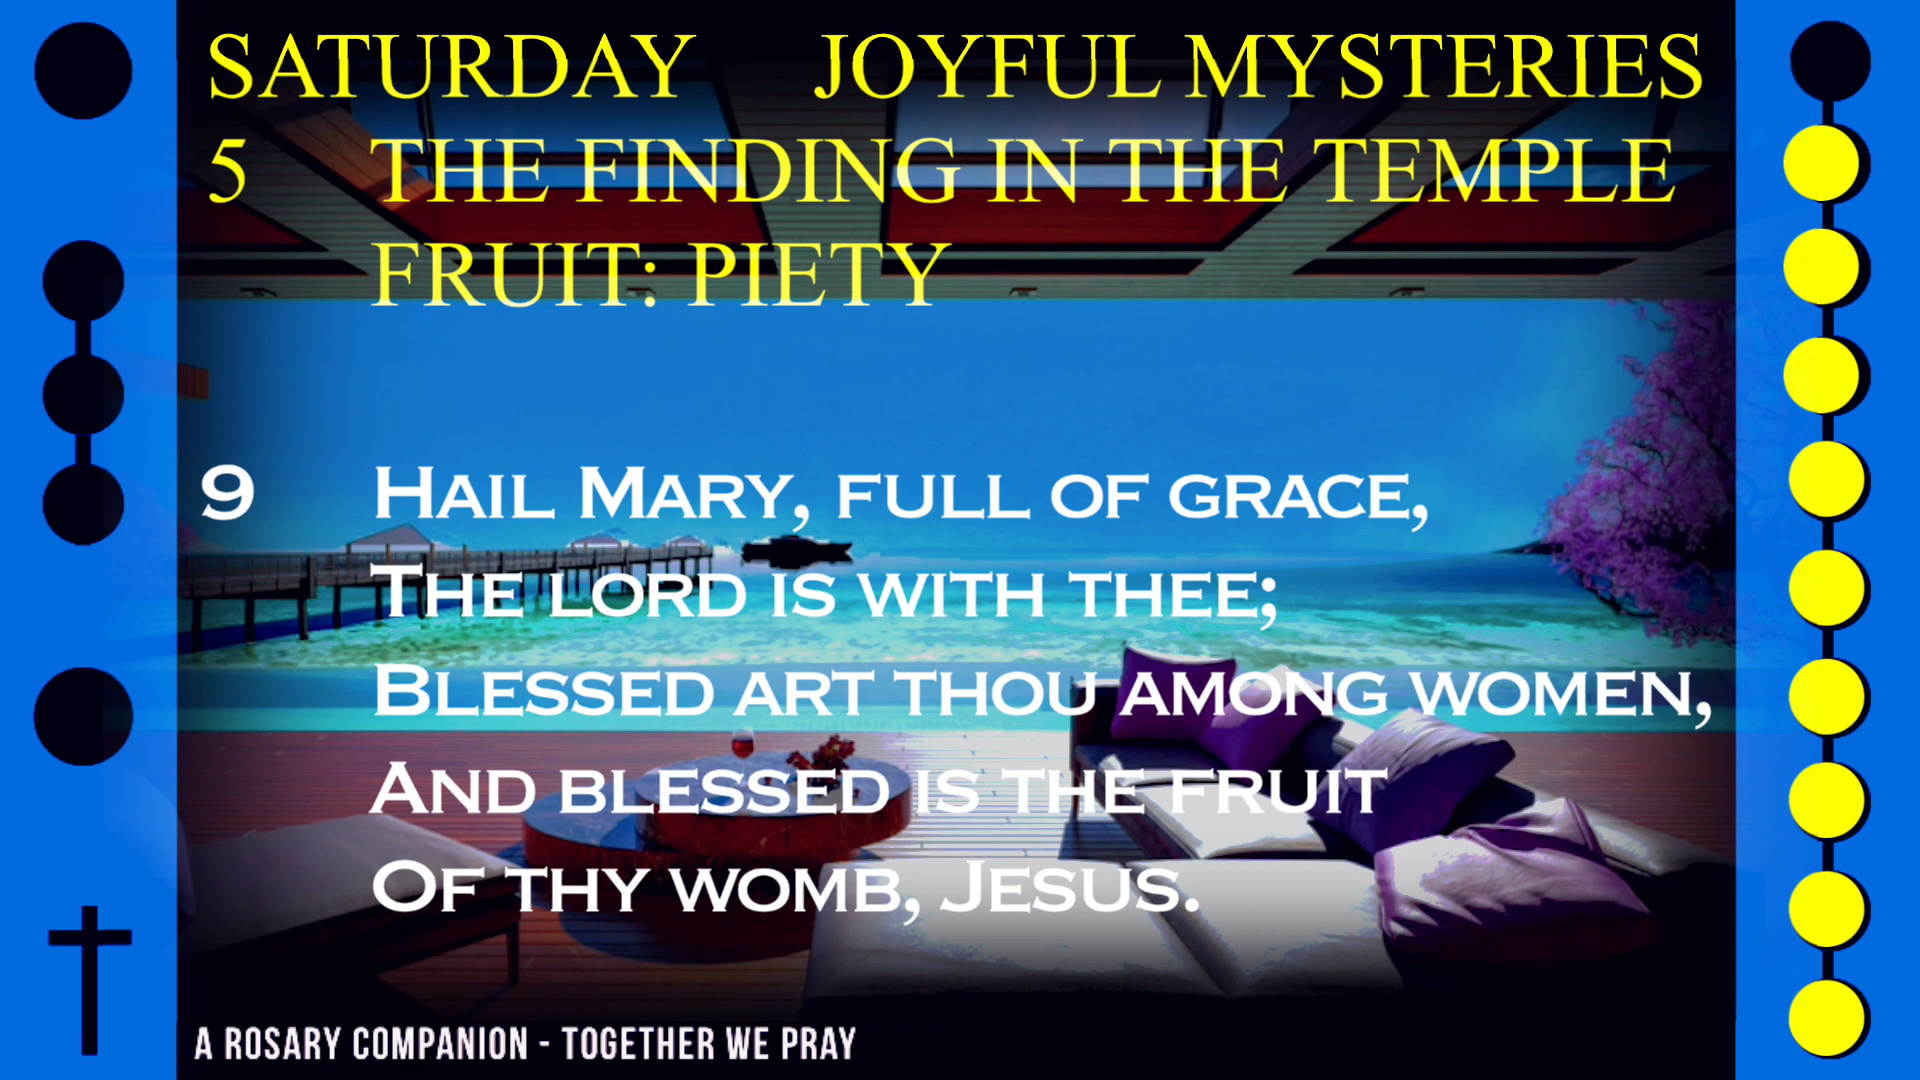 SATURDAY JOYFUL MYSTERIES
5 THE FINDING IN THE TEMPLE
FRUIT: PIETY
9 HAIL MARY, FULL OF GRACE,
THE LORD IS WITH THEE;
BLESSED ART THOU AMONG WOMEN,
AND BLESSED IS THE FRUIT
OF THY WOMB, JESUS.
A ROSARY COMPANION - TOGETHER WE PRAY